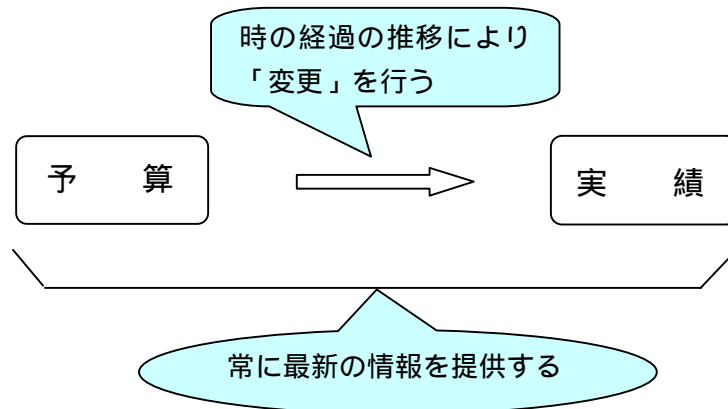 時の経過の推移により
「変更」を行う
予　　算
実　　績
常に最新の情報を提供する